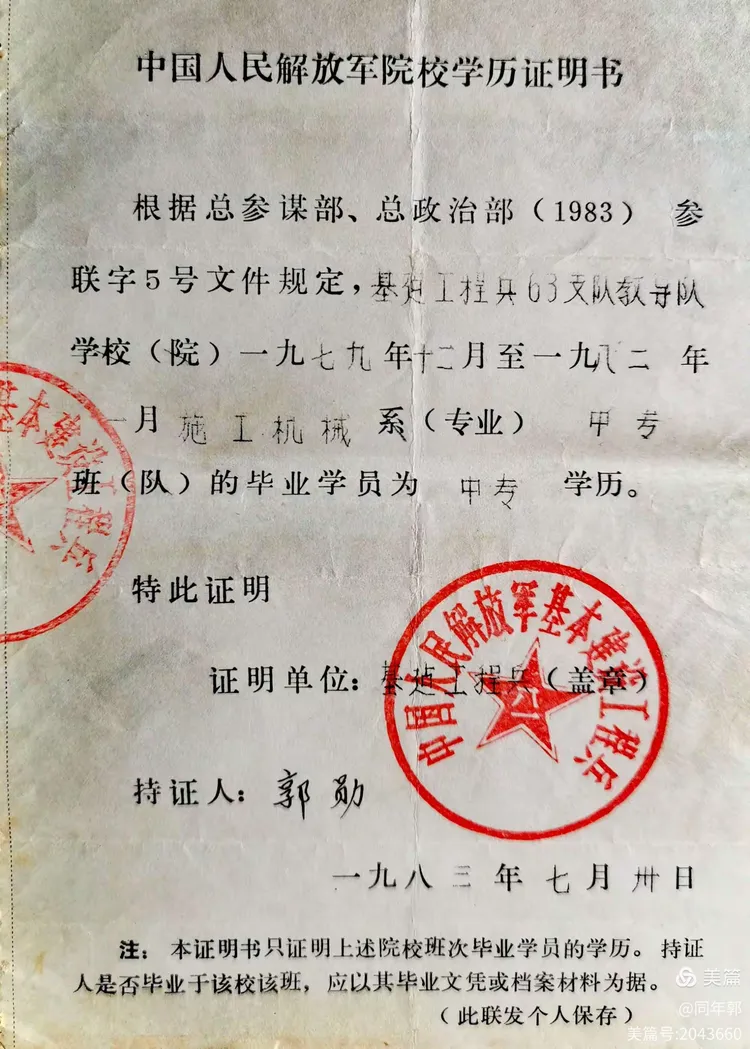 中国人民解放军院校学历证明书
根据总参谋部、总政治部（1983）参
联字5号文件规定，基建工程兵63支队教导队
学校（院）一九七九年十二月至一九八二年
一月施工机械系（专业）中专
班（队）的毕业学员为中专学历。
特此证明
证明单位：基建工程兵（盖章）
中国人民解放军基本建设工程兵
基本建设工程兵
持证人：郭勋
一九八三年七月卅日
注：本证明书只证明上述院校班次毕业学员的学历。持证
人是否毕业于该校该班，应以其毕业文凭或档案材料为据。
（此联发个人保存）
美篇
@同年郭
美篇号:2043660